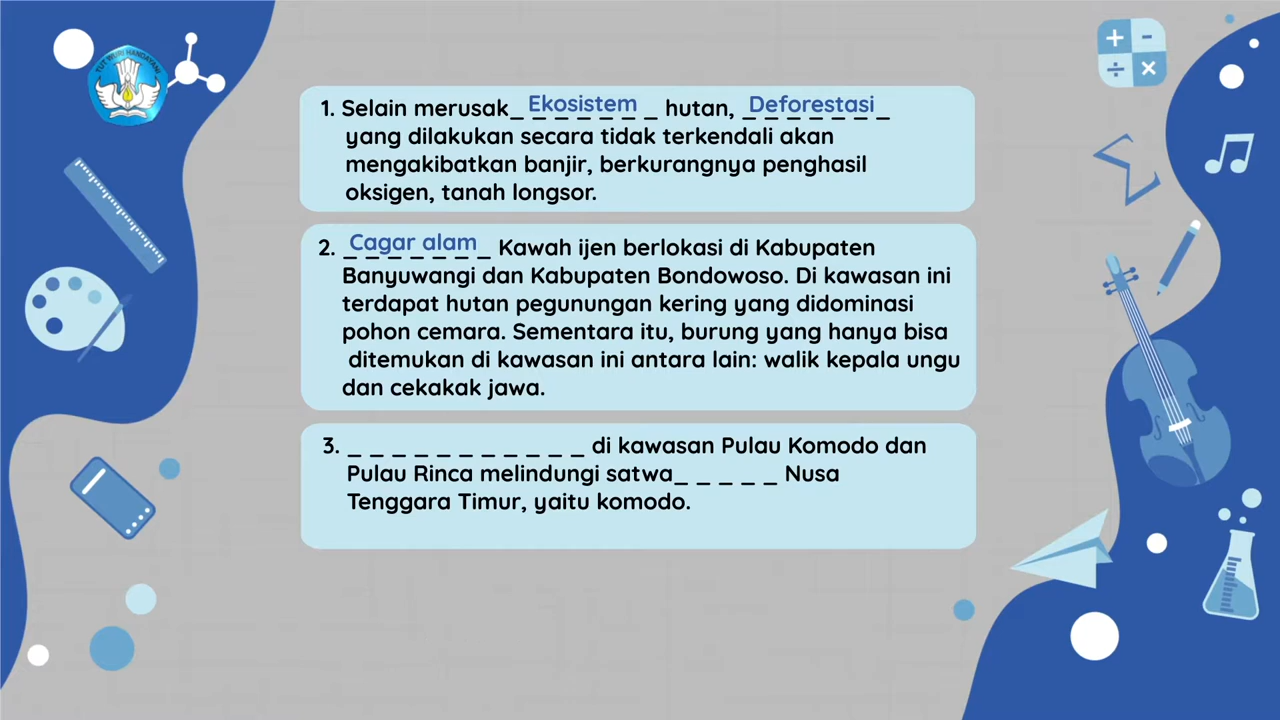 TUT WURI HANDAYANI
1. Selain merusak_ Ekosistem _ hutan, _ Deforestasi _
yang dilakukan secara tidak terkendali akan
mengakibatkan banjir, berkurangnya penghasil
oksigen, tanah longsor.
2. _ Cagar alam _ Kawah ijen berlokasi di Kabupaten
Banyuwangi dan Kabupaten Bondowoso. Di kawasan ini
terdapat hutan pegunungan kering yang didominasi
pohon cemara. Sementara itu, burung yang hanya bisa
ditemukan di kawasan ini antara lain: walik kepala ungu
dan cekakak jawa.
3. _ _ _ _ _ _ _ _ _ _ _ di kawasan Pulau Komodo dan
Pulau Rinca melindungi satwa_ _ _ _ _ Nusa
Tenggara Timur, yaitu komodo.